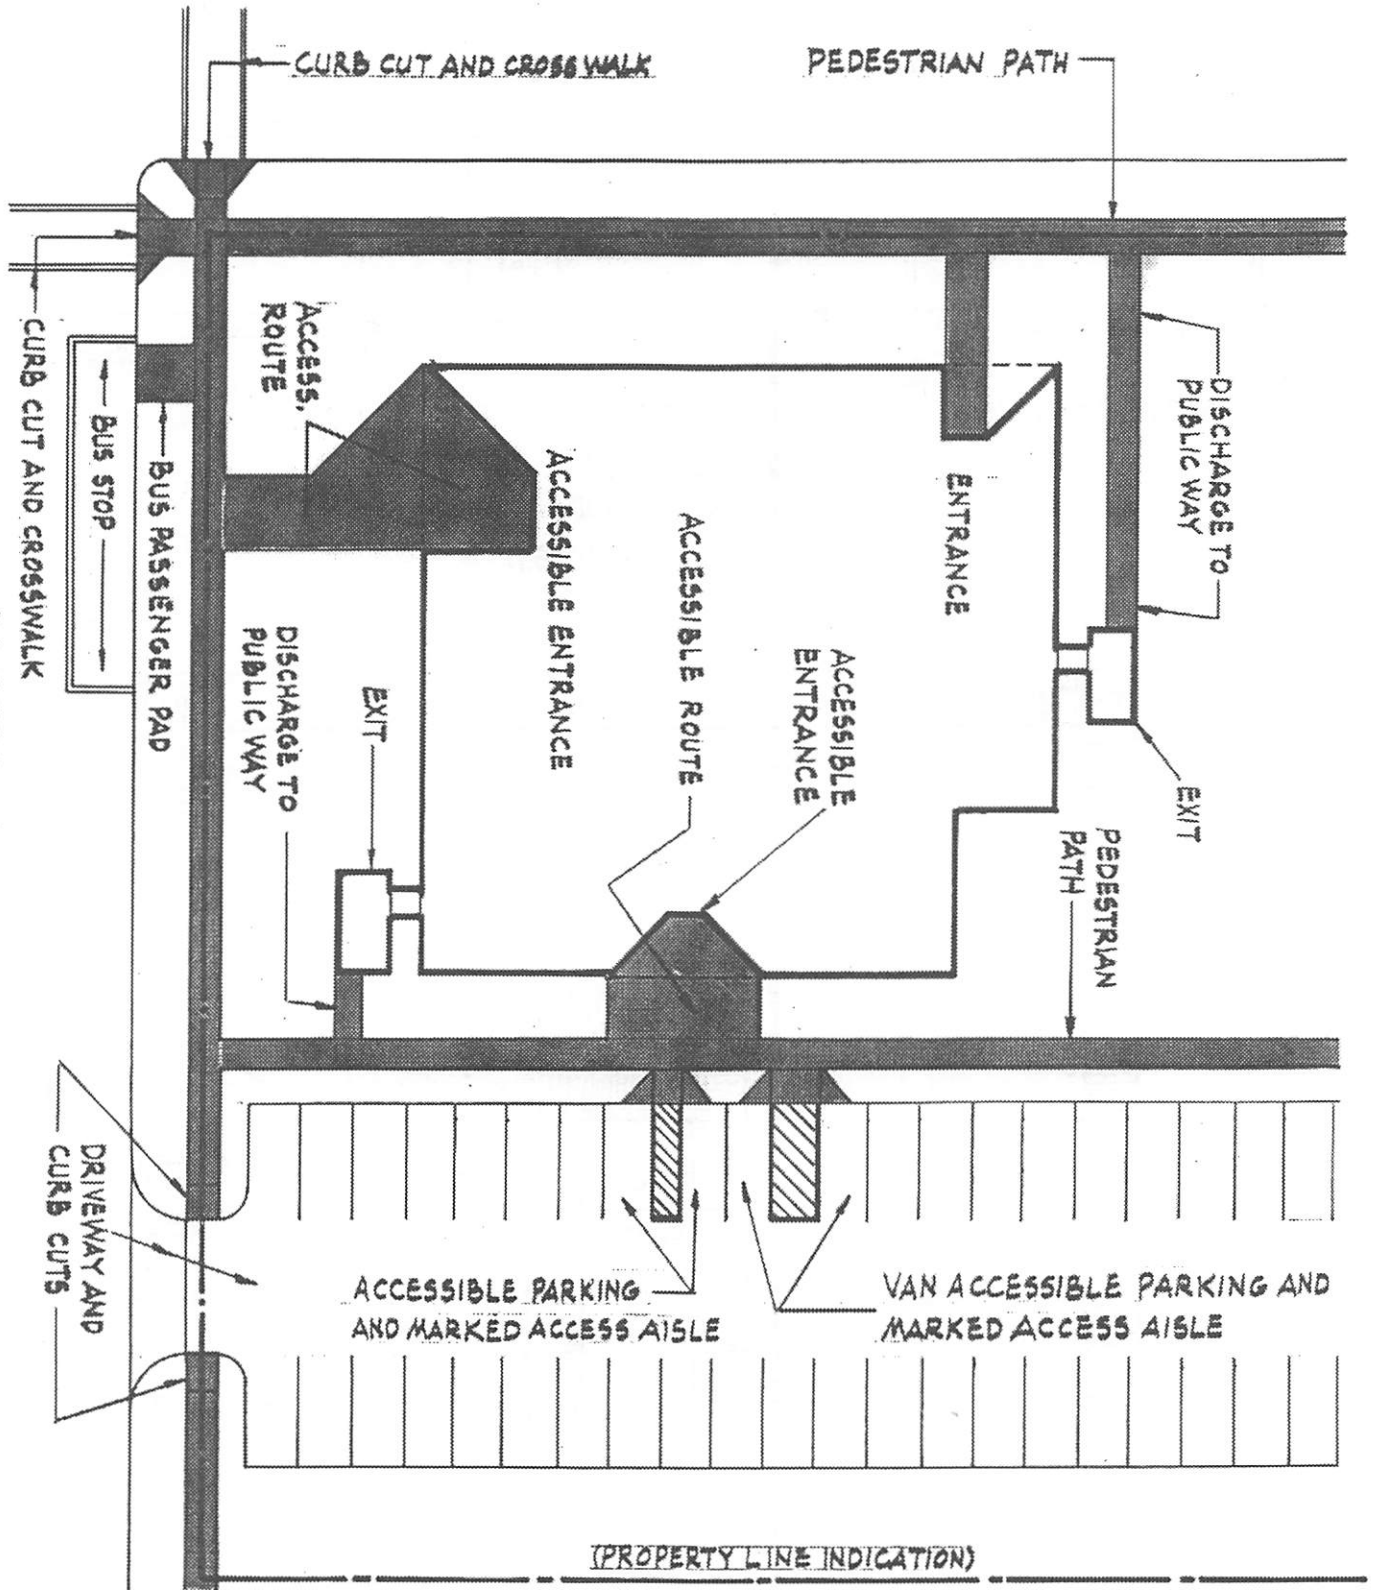 CURB CUT AND CROSS WALK
PEDESTRIAN PATH
ACCESS.
ROUTE
DISCHARGE TO
PUBLIC WAY
CURB CUT AND CROSSWALK
BUS STOP
BUS PASSENGER PAD
ACCESSIBLE ENTRANCE
ACCESSIBLE ROUTE
ENTRANCE
ACCESSIBLE
ENTRANCE
DISCHARGE TO
PUBLIC WAY
EXIT
EXIT
PEDESTRIAN
PATH
DRIVEWAY AND
CURB CUTS
ACCESSIBLE PARKING
AND MARKED ACCESS AISLE
VAN ACCESSIBLE PARKING AND
MARKED ACCESS AISLE
(PROPERTY LINE INDICATION)